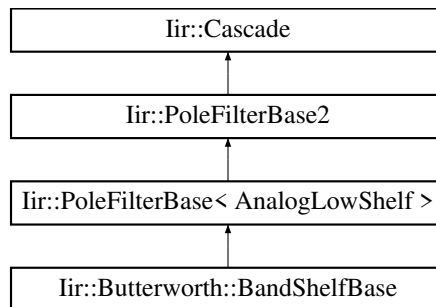 Iir::Cascade
Iir::PoleFilterBase2
Iir::PoleFilterBase< AnalogLowShelf >
Iir::Butterworth::BandShelfBase